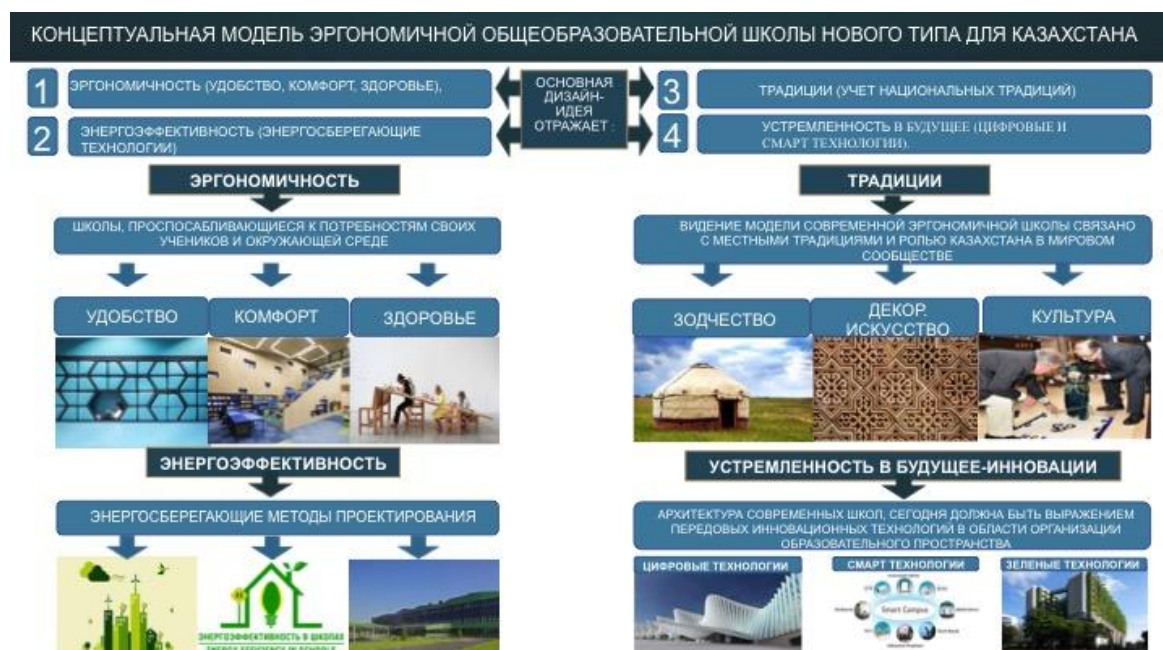 КОНЦЕПТУАЛЬНАЯ МОДЕЛЬ ЭРГОНОМИЧНОЙ ОБЩЕОБРАЗОВАТЕЛЬНОЙ ШКОЛЫ НОВОГО ТИПА ДЛЯ КАЗАХСТАНА
1
ЭРГОНОМИЧНОСТЬ (УДОБСТВО, КОМФОРТ, ЗДОРОВЬЕ),
2
ЭНЕРГОЭФФЕКТИВНОСТЬ (ЭНЕРГОСБЕРЕГАЮЩИЕ
ТЕХНОЛОГИИ)
ОСНОВНАЯ
ДИЗАЙН-
ИДЕЯ
ОТРАЖАЕТ :
3
ТРАДИЦИИ (УЧЕТ НАЦИОНАЛЬНЫХ ТРАДИЦИЙ)
4
УСТРЕМЛЕННОСТЬ В БУДУЩЕЕ (ЦИФРОВЫЕ И
СМАРТ ТЕХНОЛОГИИ).
ЭРГОНОМИЧНОСТЬ
ШКОЛЫ, ПРОСПОСАБЛИВАЮЩИЕСЯ К ПОТРЕБНОСТЯМ СВОИХ
УЧЕНИКОВ И ОКРУЖАЮЩЕЙ СРЕДЕ
УДОБСТВО
КОМФОРТ
ЗДОРОВЬЕ
ТРАДИЦИИ
ВИДЕНИЕ МОДЕЛИ СОВРЕМЕННОЙ ЭРГОНОМИЧНОЙ ШКОЛЫ СВЯЗАНО
С МЕСТНЫМИ ТРАДИЦИЯМИ И РОЛЬЮ КАЗАХСТАНА В МИРОВОМ
СООБЩЕСТВЕ
ЗОДЧЕСТВО
ДЕКОР.
ИСКУССТВО
КУЛЬТУРА
ЭНЕРГОЭФФЕКТИВНОСТЬ
ЭНЕРГОСБЕРЕГАЮЩИЕ МЕТОДЫ ПРОЕКТИРОВАНИЯ
ЭНЕРГОЭФФЕКТИВНОСТЬ В ШКОЛАХ
ENERGY EFFICIENCY IN SCHOOLS
УСТРЕМЛЕННОСТЬ В БУДУЩЕЕ-ИННОВАЦИИ
АРХИТЕКТУРА СОВРЕМЕННЫХ ШКОЛ, СЕГОДНЯ ДОЛЖНА БЫТЬ ВЫРАЖЕНИЕМ
ПЕРЕДОВЫХ ИННОВАЦИОННЫХ ТЕХНОЛОГИЙ В ОБЛАСТИ ОРГАНИЗАЦИИ
ОБРАЗОВАТЕЛЬНОГО ПРОСТРАНСТВА
ЦИФРОВЫЕ ТЕХНОЛОГИИ
СМАРТ ТЕХНОЛОГИИ
ЗЕЛЕНЫЕ ТЕХНОЛОГИИ
Smart Campus